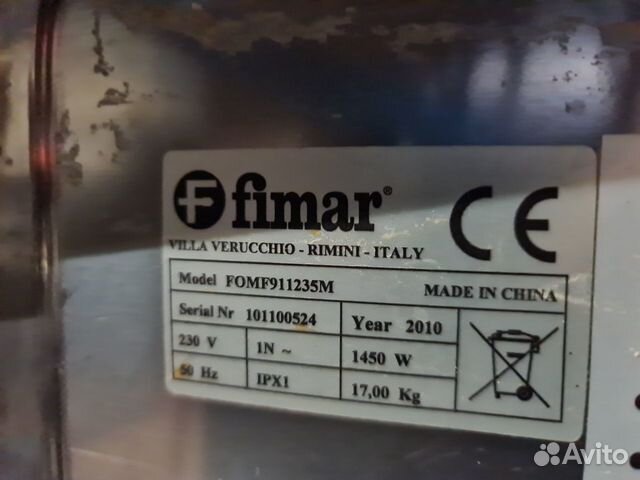 F fimar®
CE
VILLA VERUCCHIO - RIMINI - ITALY
Model FOMF911235M MADE IN CHINA
Serial Nr 101100524 Year 2010
230 V 1N ~ 1450 W
50 Hz IPX1 17,00 Kg
Avito